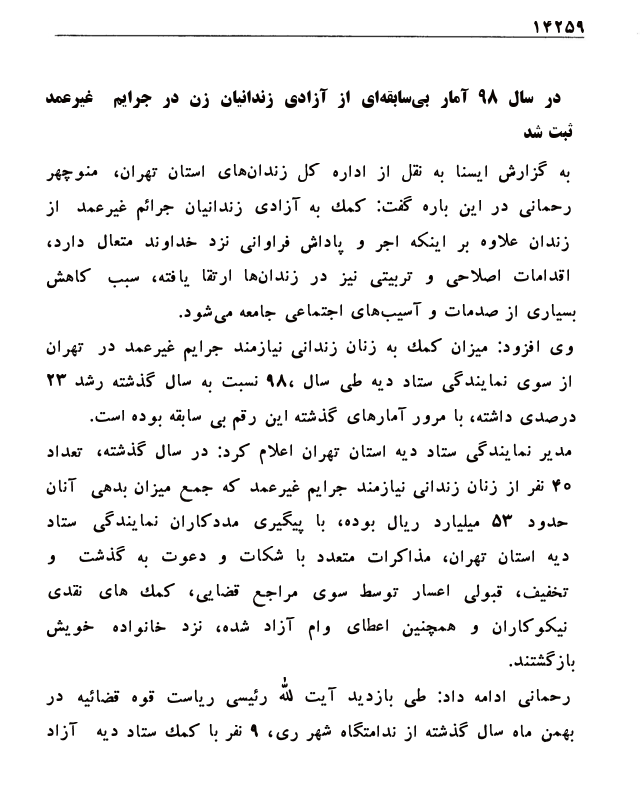 ۱۴۲۵۹
در سال ۹۸ آمار بی‌سابقه‌ای از آزادی زندانیان زن در جرایم غیرعمد
ثبت شد
به گزارش ایسنا به نقل از اداره کل زندان‌های استان تهران، منوچهر
رحمانی در این باره گفت: کمك به آزادی زندانیان جرائم غیرعمد از
زندان علاوه بر اینکه اجر و پاداش فراوانی نزد خداوند متعال دارد،
اقدامات اصلاحی و تربیتی نیز در زندان‌ها ارتقا یافته، سبب کاهش
بسیاری از صدمات و آسیب‌های اجتماعی جامعه می‌شود.
وی افزود: میزان کمك به زنان زندانی نیازمند جرایم غیرعمد در تهران
از سوی نمایندگی ستاد دیه طی سال ۹۸، نسبت به سال گذشته رشد ۲۳
درصدی داشته، با مرور آمارهای گذشته این رقم بی سابقه بوده است.
مدیر نمایندگی ستاد دیه استان تهران اعلام کرد: در سال گذشته، تعداد
۴۰ نفر از زنان زندانی نیازمند جرایم غیرعمد که جمع میزان بدهی آنان
حدود ۵۳ میلیارد ریال بوده، با پیگیری مددکاران نمایندگی ستاد
دیه استان تهران، مذاکرات متعدد با شکات و دعوت به گذشت و
تخفیف، قبولی اعسار توسط سوی مراجع قضایی، کمك های نقدی
نیکوکاران و همچنین اعطای وام آزاد شده، نزد خانواده خویش
بازگشتند.
رحمانی ادامه داد: طی بازدید آیت الله رئیسی ریاست قوه قضائیه در
بهمن ماه سال گذشته از ندامتگاه شهر ری، ۹ نفر با کمك ستاد دیه آزاد